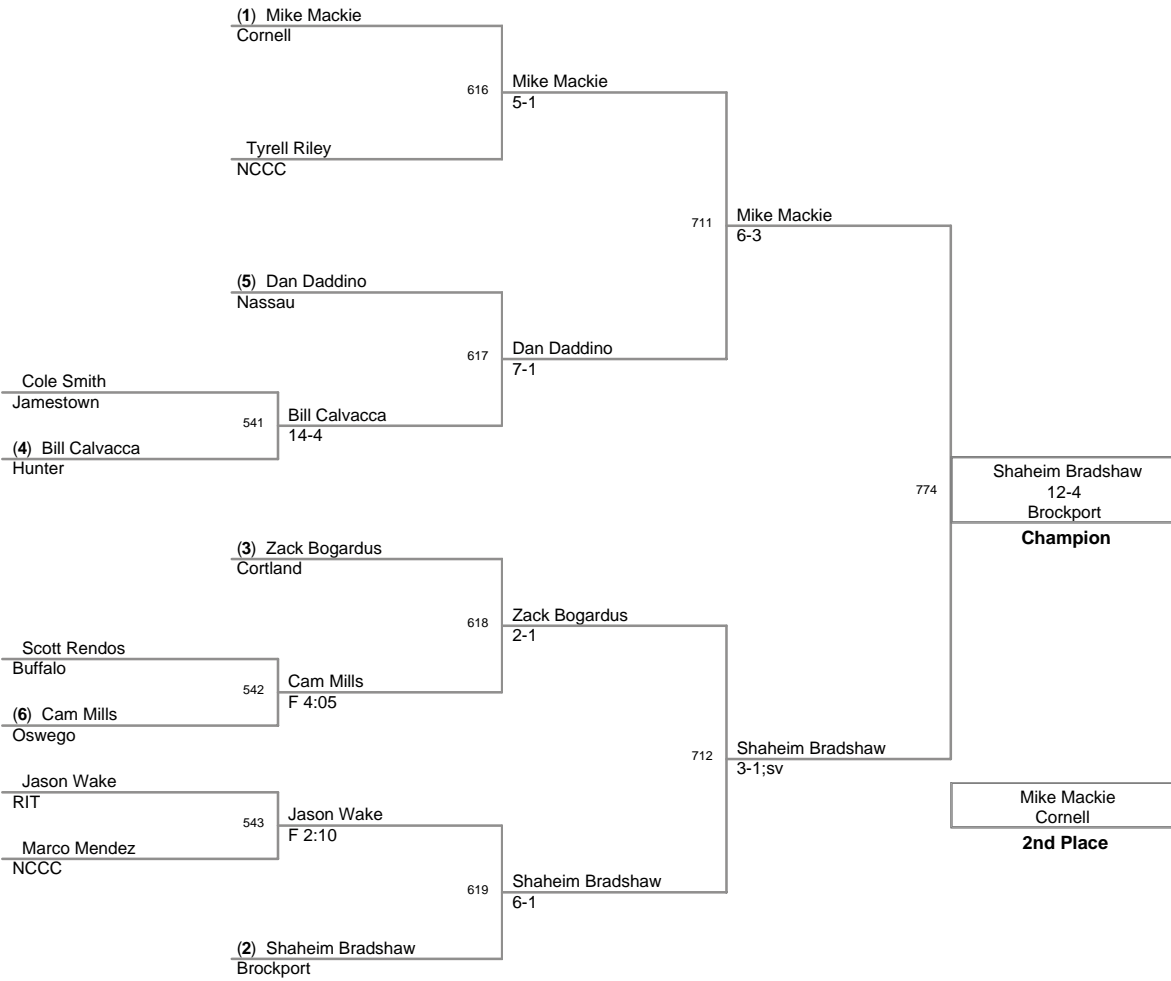 (1) Mike Mackie
Cornell
616
Mike Mackie
5-1
Tyrell Riley
NCCC
711
Mike Mackie
6-3
(5) Dan Daddino
Nassau
617
Dan Daddino
7-1
Cole Smith
Jamestown
541
Bill Calvacca
14-4
(4) Bill Calvacca
Hunter
774
Shaheim Bradshaw
12-4
Brockport
Champion
(3) Zack Bogardus
Cortland
618
Zack Bogardus
2-1
Scott Rendos
Buffalo
542
Cam Mills
F 4:05
(6) Cam Mills
Oswego
712
Shaheim Bradshaw
3-1;sv
Jason Wake
RIT
543
Jason Wake
F 2:10
Marco Mendez
NCCC
Mike Mackie
Cornell
2nd Place
619
Shaheim Bradshaw
6-1
(2) Shaheim Bradshaw
Brockport